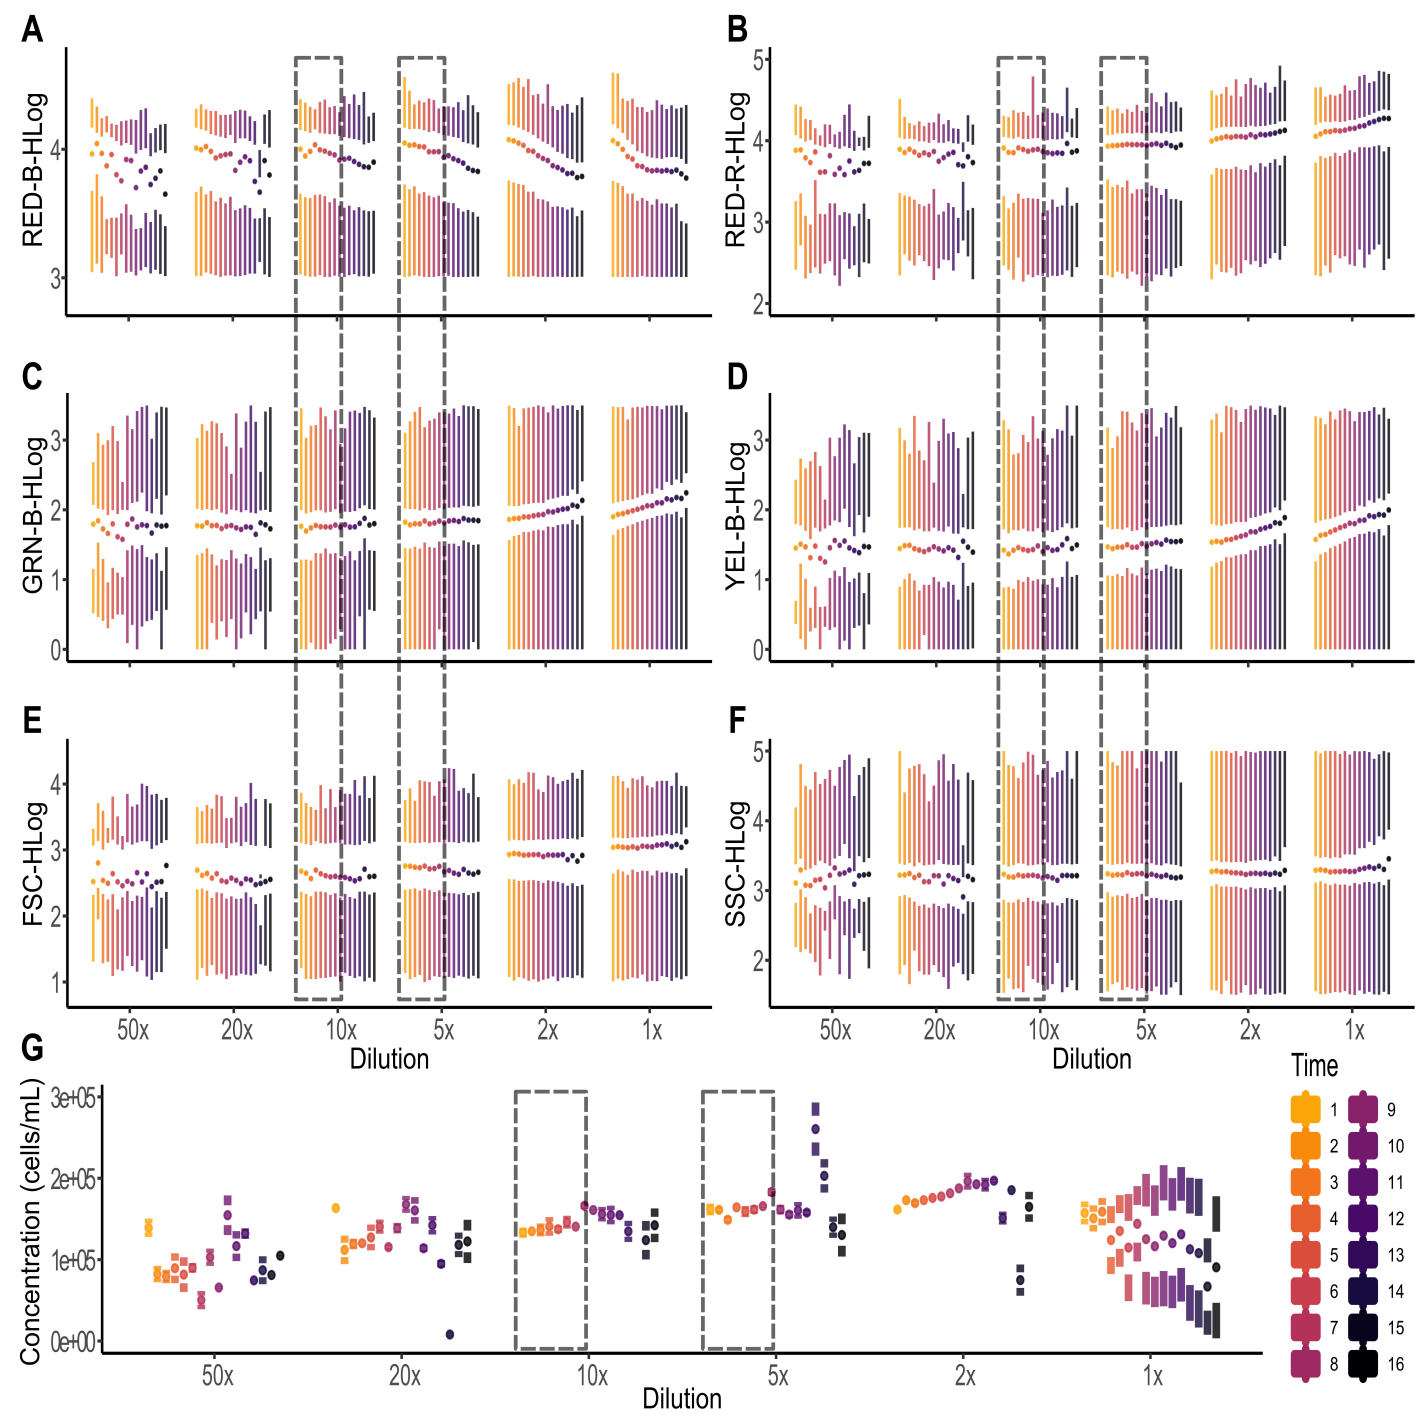 A
B
RED-B-HLog
4
3
RED-R-HLog
5
4
3
2
C
D
GRN-B-HLog
3
2
1
0
YEL-B-HLog
3
2
1
0
E
F
FSC-HLog
4
3
2
1
SSC-HLog
5
4
3
2
50x 20x 10x 5x 2x 1x
50x 20x 10x 5x 2x 1x
Dilution
Dilution
G
Concentration (cells/mL)
3e+05
2e+05
1e+05
0e+00
50x 20x 10x 5x 2x 1x
Dilution
Time
1 9
2 10
3 11
4 12
5 13
6 14
7 15
8 16